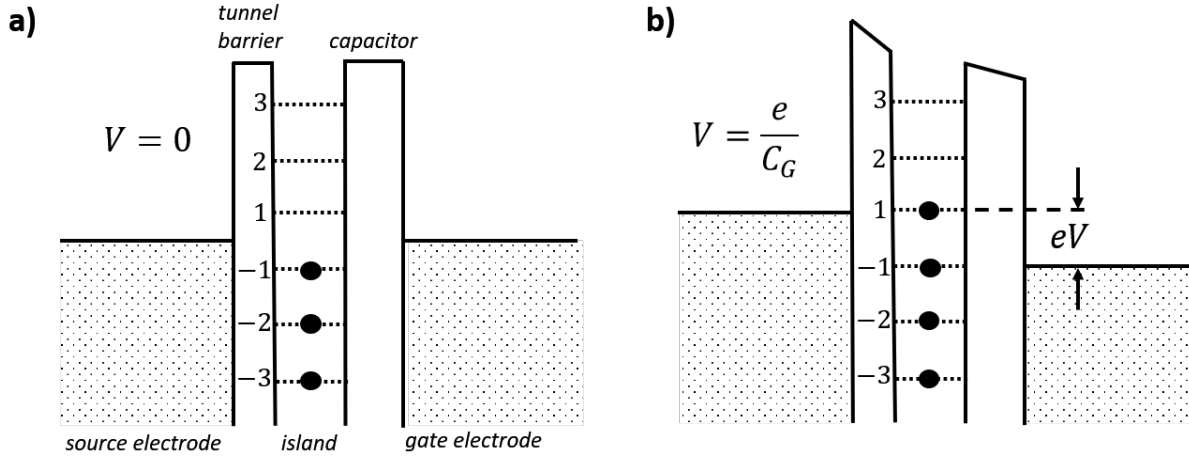 a)
tunnel
barrier
capacitor
V = 0
3
2
1
−1
−2
−3
source electrode
island
gate electrode
b)
V = e/C_G
3
2
1
−1
−2
−3
eV